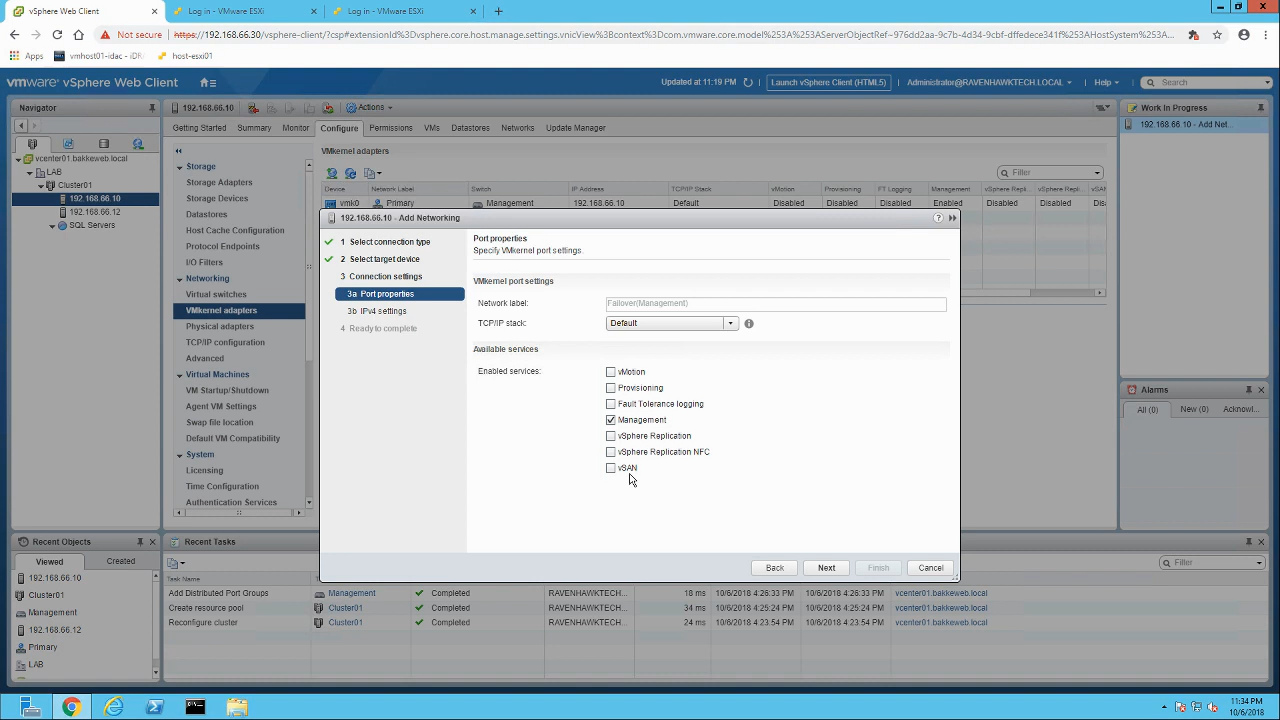 vSphere Web Client
Log in - VMware ESXi
Log in - VMware ESXi
Not secure
https://192.168.66.30/vsphere-client/?csp#extensionId%3Dvsphere.core.host.manage.settings.vnicView%3Bcontext%3Dcom.vmware.core.model%253A%253AServerObjectRef~976dd2aa-9c7b-4d34-9cbf-dffedece341f%253A%253AHostSystem%...
Apps
vmhost01-idac - iDR
host-esxi01
vmware vSphere Web Client
Updated at 11:19 PM
Launch vSphere Client (HTML5)
Administrator@RAVENHAWKTECH.LOCAL
Help
Search
Navigator
192.168.66.10
Actions
Work In Progress
192.168.66.10 - Add Net...
Getting Started
Summary
Monitor
Configure
Permissions
VMs
Datastores
Networks
Update Manager
vcenter01.bakkeweb.local
LAB
Cluster01
192.168.66.10
192.168.66.12
SQL Servers
Storage
Storage Adapters
Storage Devices
Datastores
Host Cache Configuration
Protocol Endpoints
I/O Filters
Networking
Virtual switches
VMkernel adapters
Physical adapters
TCP/IP configuration
Advanced
Virtual Machines
VM Startup/Shutdown
Agent VM Settings
Swap file location
Default VM Compatibility
System
Licensing
Time Configuration
Authentication Services
VMkernel adapters
Filter
Device
Network Label
Switch
IP Address
TCP/IP Stack
vMotion
Provisioning
FT Logging
Management
vSphere Repli...
vSphere Repl...
vSAN
vmk0
Primary
Management
192.168.66.10
Default
Disabled
Disabled
Disabled
Enabled
Disabled
Disabled
192.168.66.10 - Add Networking
1 Select connection type
2 Select target device
3 Connection settings
3a Port properties
3b IPv4 settings
4 Ready to complete
Port properties
Specify VMkernel port settings.
VMkernel port settings
Network label:
Failover(Management)
TCP/IP stack:
Default
Available services
Enabled services:
vMotion
Provisioning
Fault Tolerance logging
Management
vSphere Replication
vSphere Replication NFC
vSAN
Back
Next
Finish
Cancel
Alarms
All (0)
New (0)
Acknowl...
Recent Objects
Viewed
Created
192.168.66.10
Cluster01
Management
192.168.66.12
Primary
LAB
Recent Tasks
Filter
Task Name
Add Distributed Port Groups
Management
Completed
RAVENHAWKTECH...
18 ms
10/6/2018 4:26:33 PM
10/6/2018 4:26:33 PM
vcenter01.bakkeweb.local
Create resource pool
Cluster01
Completed
RAVENHAWKTECH...
34 ms
10/6/2018 4:25:24 PM
10/6/2018 4:25:24 PM
vcenter01.bakkeweb.local
Reconfigure cluster
Cluster01
Completed
RAVENHAWKTECH...
24 ms
10/6/2018 4:23:54 PM
10/6/2018 4:23:54 PM
vcenter01.bakkeweb.local
11:34 PM
10/6/2018